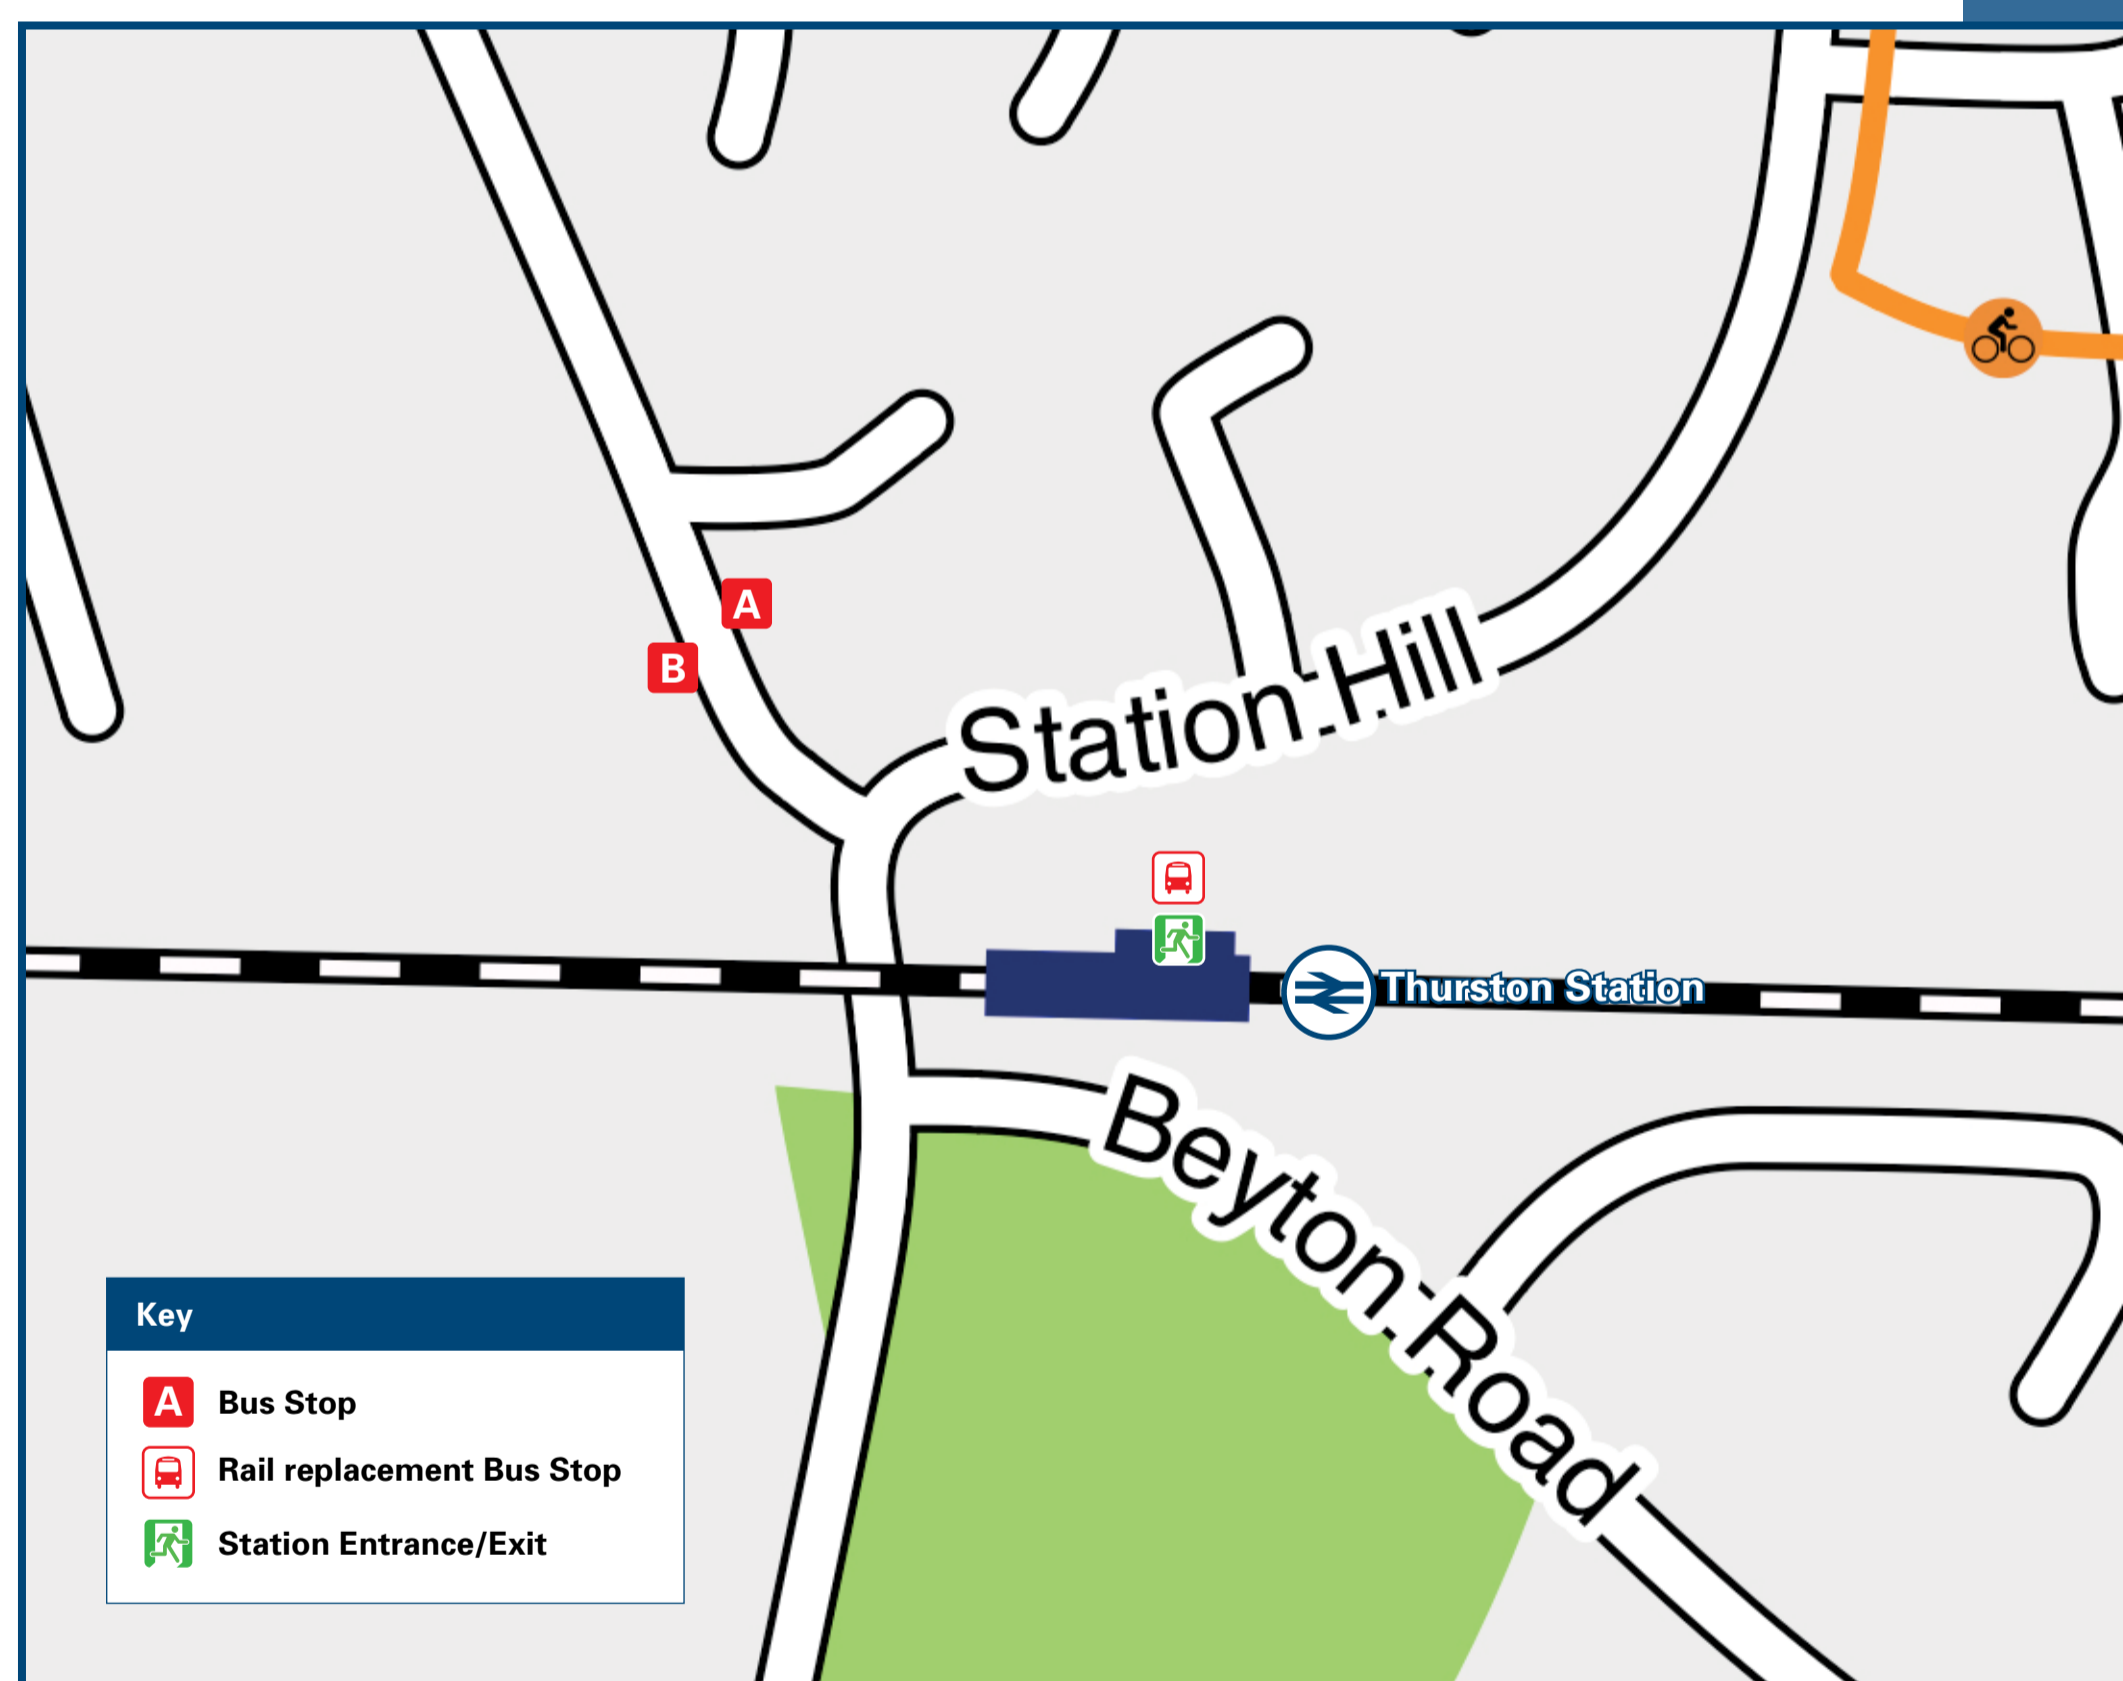 A
B
Station Hill
Thurston Station
Beyton Road
Key
A Bus Stop
Rail replacement Bus Stop
Station Entrance/Exit